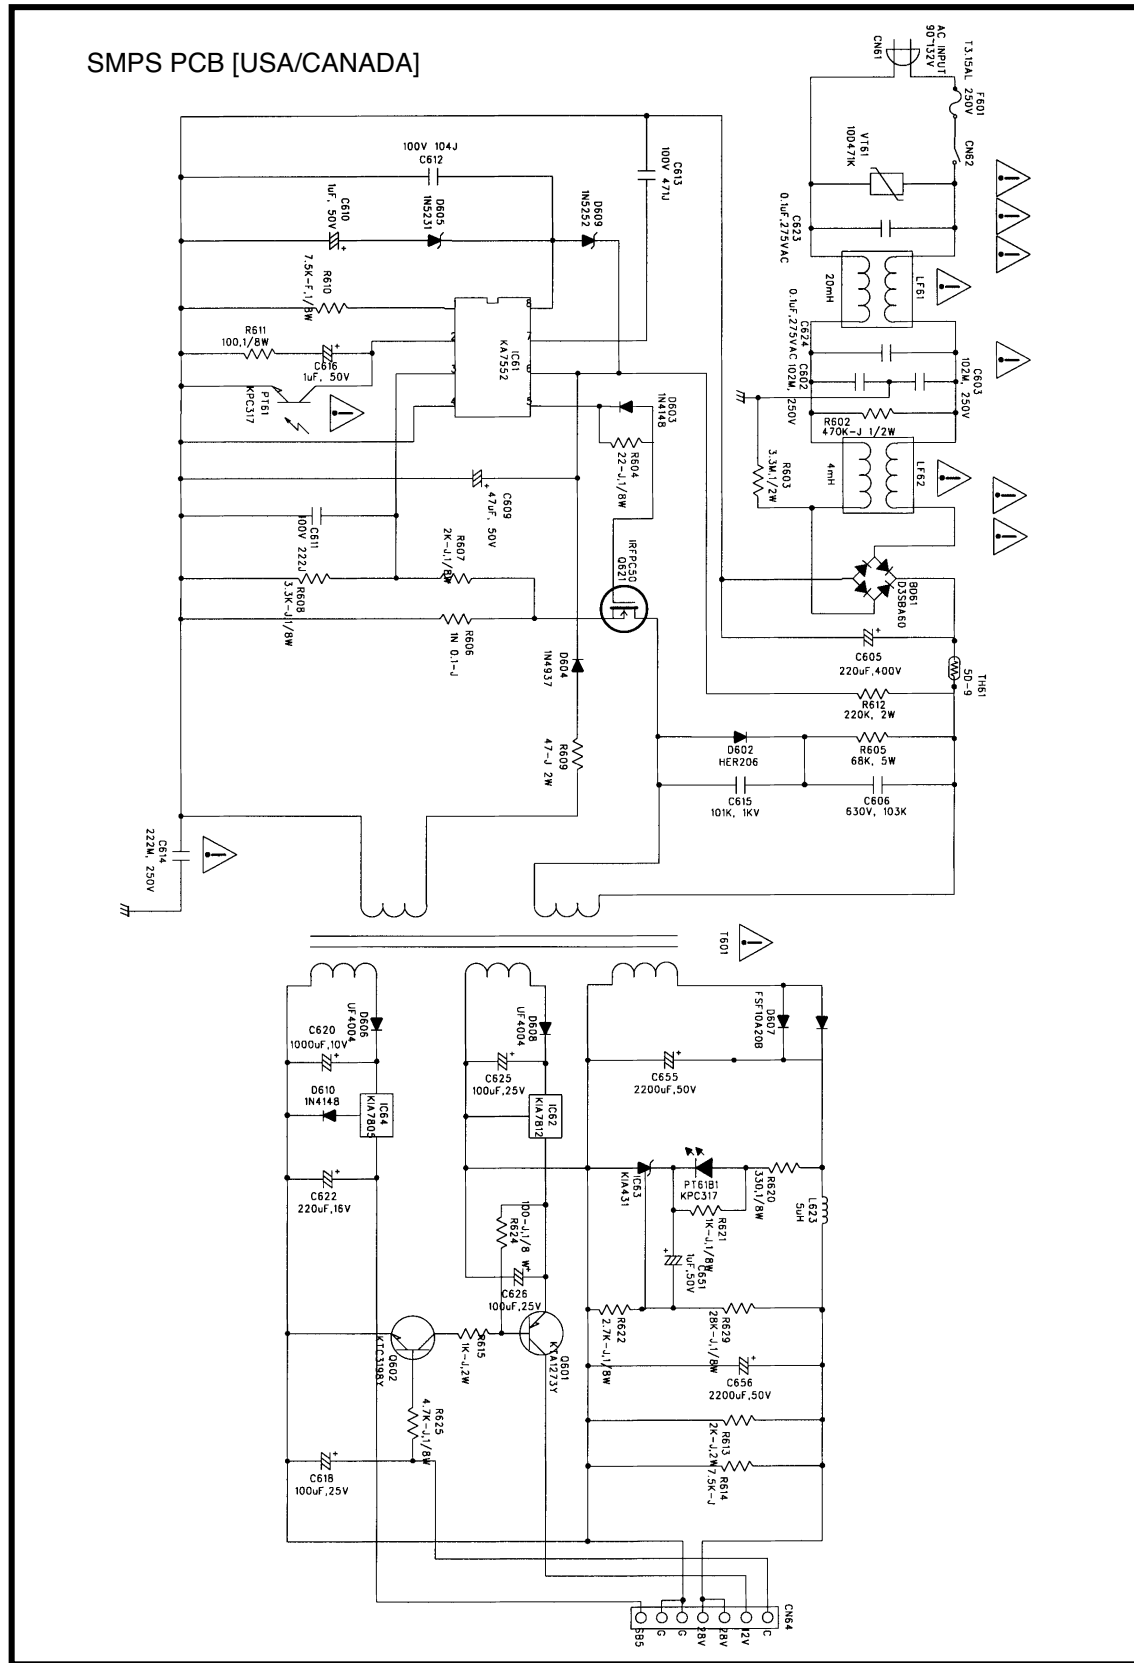 SMPS PCB [USA/CANADA]
CN61
AC INPUT
90~132V
T3.15AL
250V
F601
CN62
VT61
10D471K
C623
0.1uF,275VAC
LF61
20mH
C624
0.1uF,275VAC
C602
102M, 250V
C603
102M, 250V
R602
470K-J 1/2W
R603
3.3M,1/2W
LF62
4mH
BD61
D3SBA60
C605
220uF,400V
TH61
5D-9
R612
220K, 2W
D602
HER206
R605
68K, 5W
C615
101K, 1KV
C606
630V, 103K
100V 104J
C612
C613
100V 471J
C610
1uF, 50V
D605
1N5231
D609
1N5252
R610
7.5K-F,1/8W
R611
100,1/8W
C616
1uF, 50V
PT61
KPC317
IC61
KA7552
2
3
4
8
7
6
5
D603
1N4148
R604
22-J,1/8W
C609
47uF, 50V
C611
100V 222J
R607
2K-J,1/8W
R608
3.3K-J,1/8W
R606
1N 0.1-J
IRFPC50
Q621
D604
1N4937
R609
47-J 2W
C614
222M, 250V
T601
D606
UF4004
C620
1000uF,10V
D610
1N4148
IC64
KIA7805
C622
220uF,16V
D608
UF4004
C625
100uF,25V
IC62
KIA7812
D607
FSF10A20B
C655
2200uF,50V
IC63
KIA431
PT61B1
KPC317
R620
330,1/8W
L623
5uH
R621
1K-J,1/8W
C651
1uF,50V
100-J,1/8 W
R624
C626
100uF,25V
R622
2.7K-J,1/8W
R629
28K-J,1/8W
C656
2200uF,50V
Q602
KTC3198Y
R615
1K-J,2W
Q601
KTA1273Y
R625
4.7K-J,1/8W
C618
100uF,25V
R613
2K-J,2W
R614
7.5K-J
CN64
SB5
G
G
28V
28V
12V
C